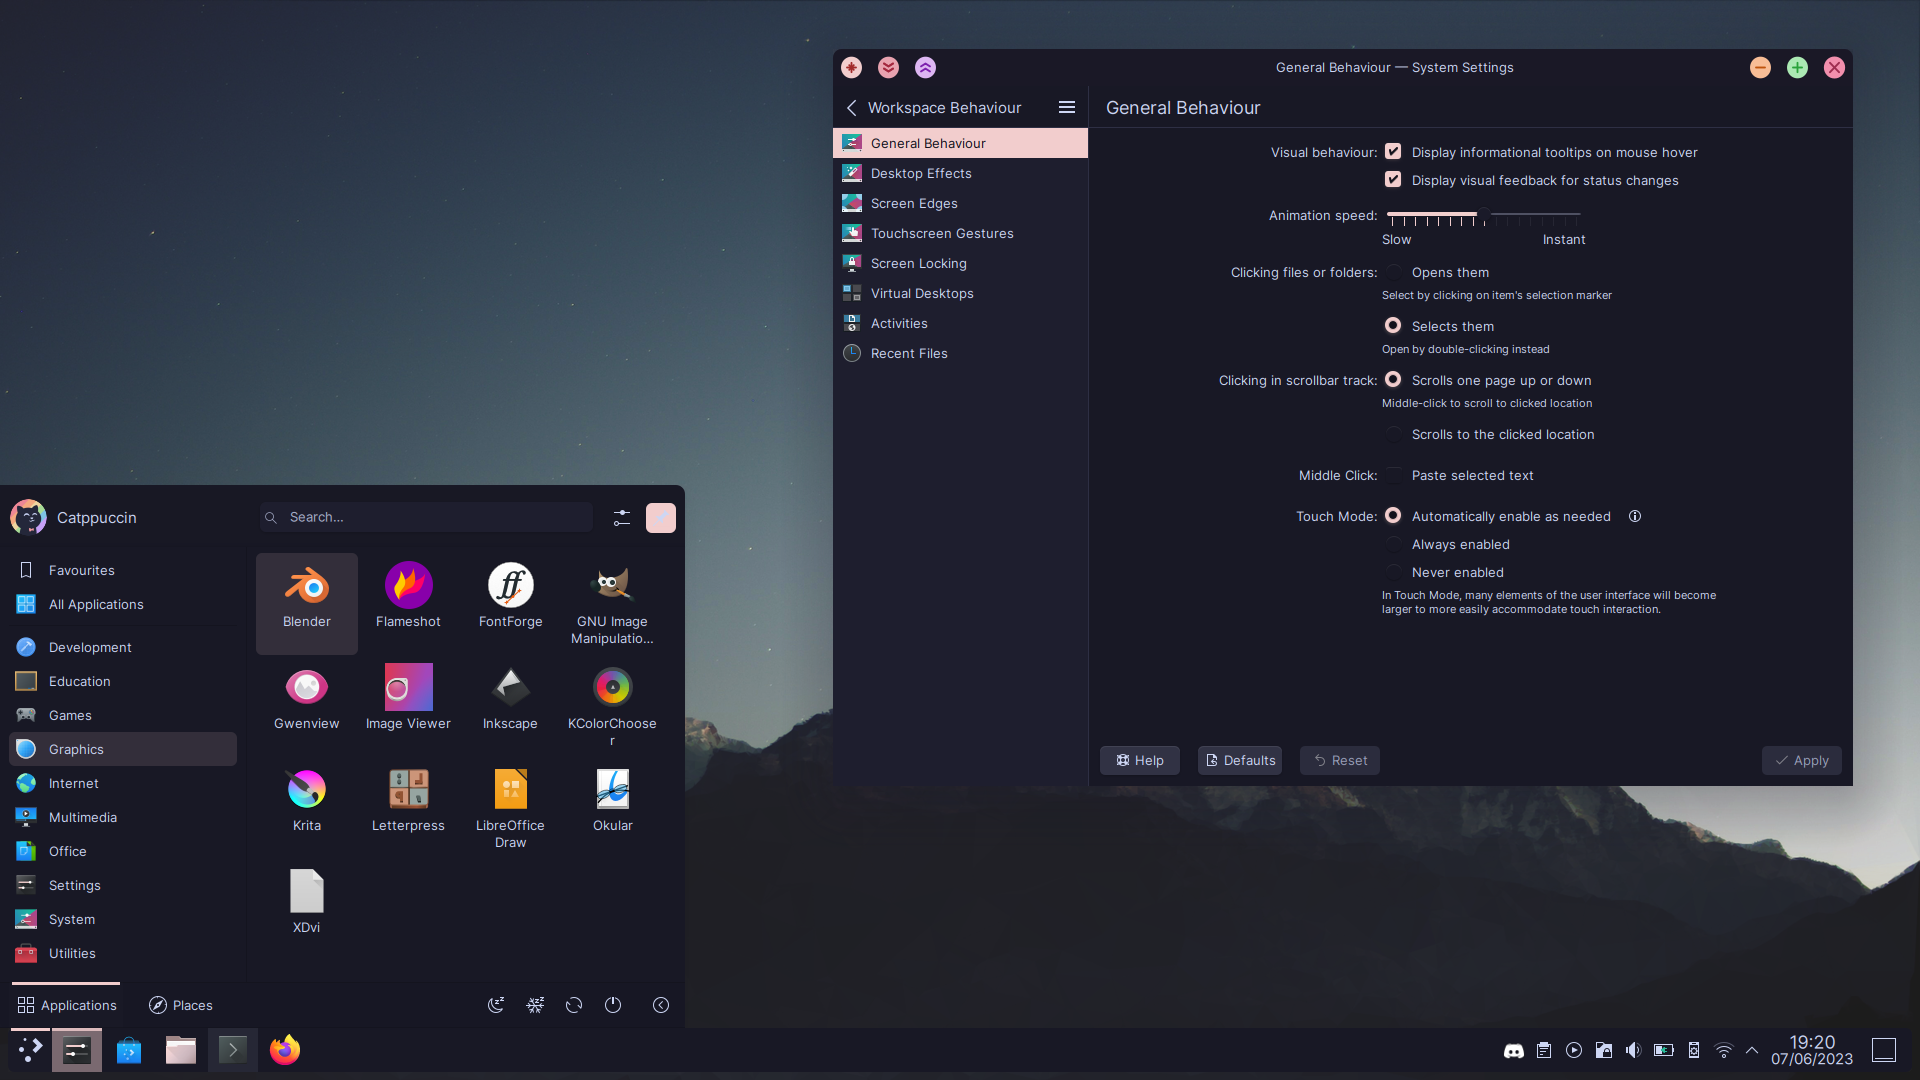 General Behaviour — System Settings
Workspace Behaviour
General Behaviour
Desktop Effects
Screen Edges
Touchscreen Gestures
Screen Locking
Virtual Desktops
Activities
Recent Files
General Behaviour
Visual behaviour: Display informational tooltips on mouse hover
Display visual feedback for status changes
Animation speed:
Slow Instant
Clicking files or folders: Opens them
Select by clicking on item's selection marker
Selects them
Open by double-clicking instead
Clicking in scrollbar track: Scrolls one page up or down
Middle-click to scroll to clicked location
Scrolls to the clicked location
Middle Click: Paste selected text
Touch Mode: Automatically enable as needed
Always enabled
Never enabled
In Touch Mode, many elements of the user interface will become
larger to more easily accommodate touch interaction.
Help Defaults Reset Apply
Catppuccin
Search...
Favourites
All Applications
Development
Education
Games
Graphics
Internet
Multimedia
Office
Settings
System
Utilities
Blender Flameshot FontForge GNU Image
Manipulatio...
Gwenview Image Viewer Inkscape KColorChoose
r
Krita Letterpress LibreOffice Okular
Draw
XDvi
Applications Places
19:20
07/06/2023